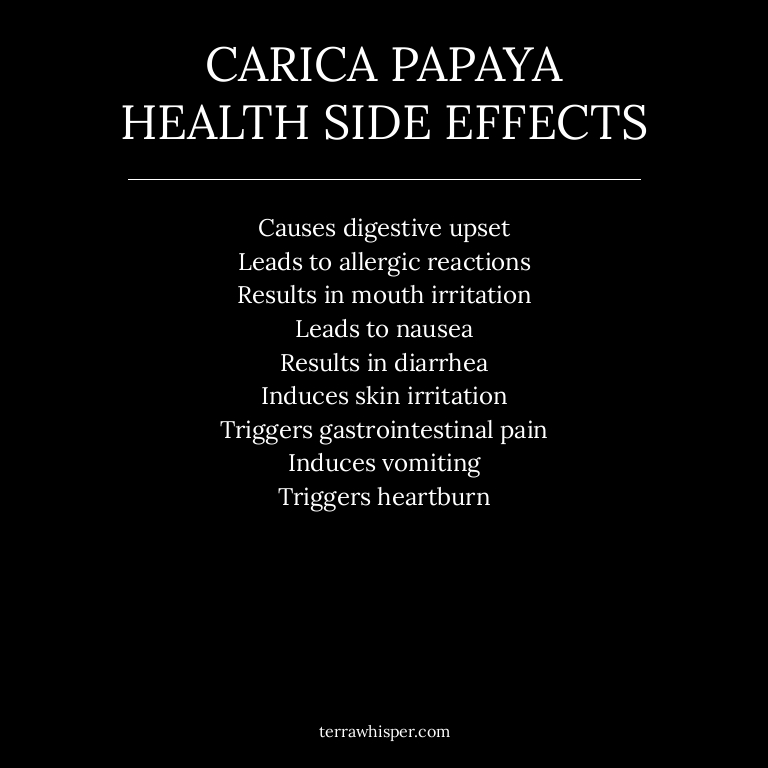 CARICA PAPAYA
HEALTH SIDE EFFECTS
Causes digestive upset
Leads to allergic reactions
Results in mouth irritation
Leads to nausea
Results in diarrhea
Induces skin irritation
Triggers gastrointestinal pain
Induces vomiting
Triggers heartburn
terrawhisper.com